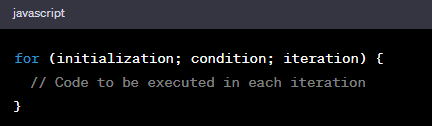 javascript
for (initialization; condition; iteration) {
  // Code to be executed in each iteration
}